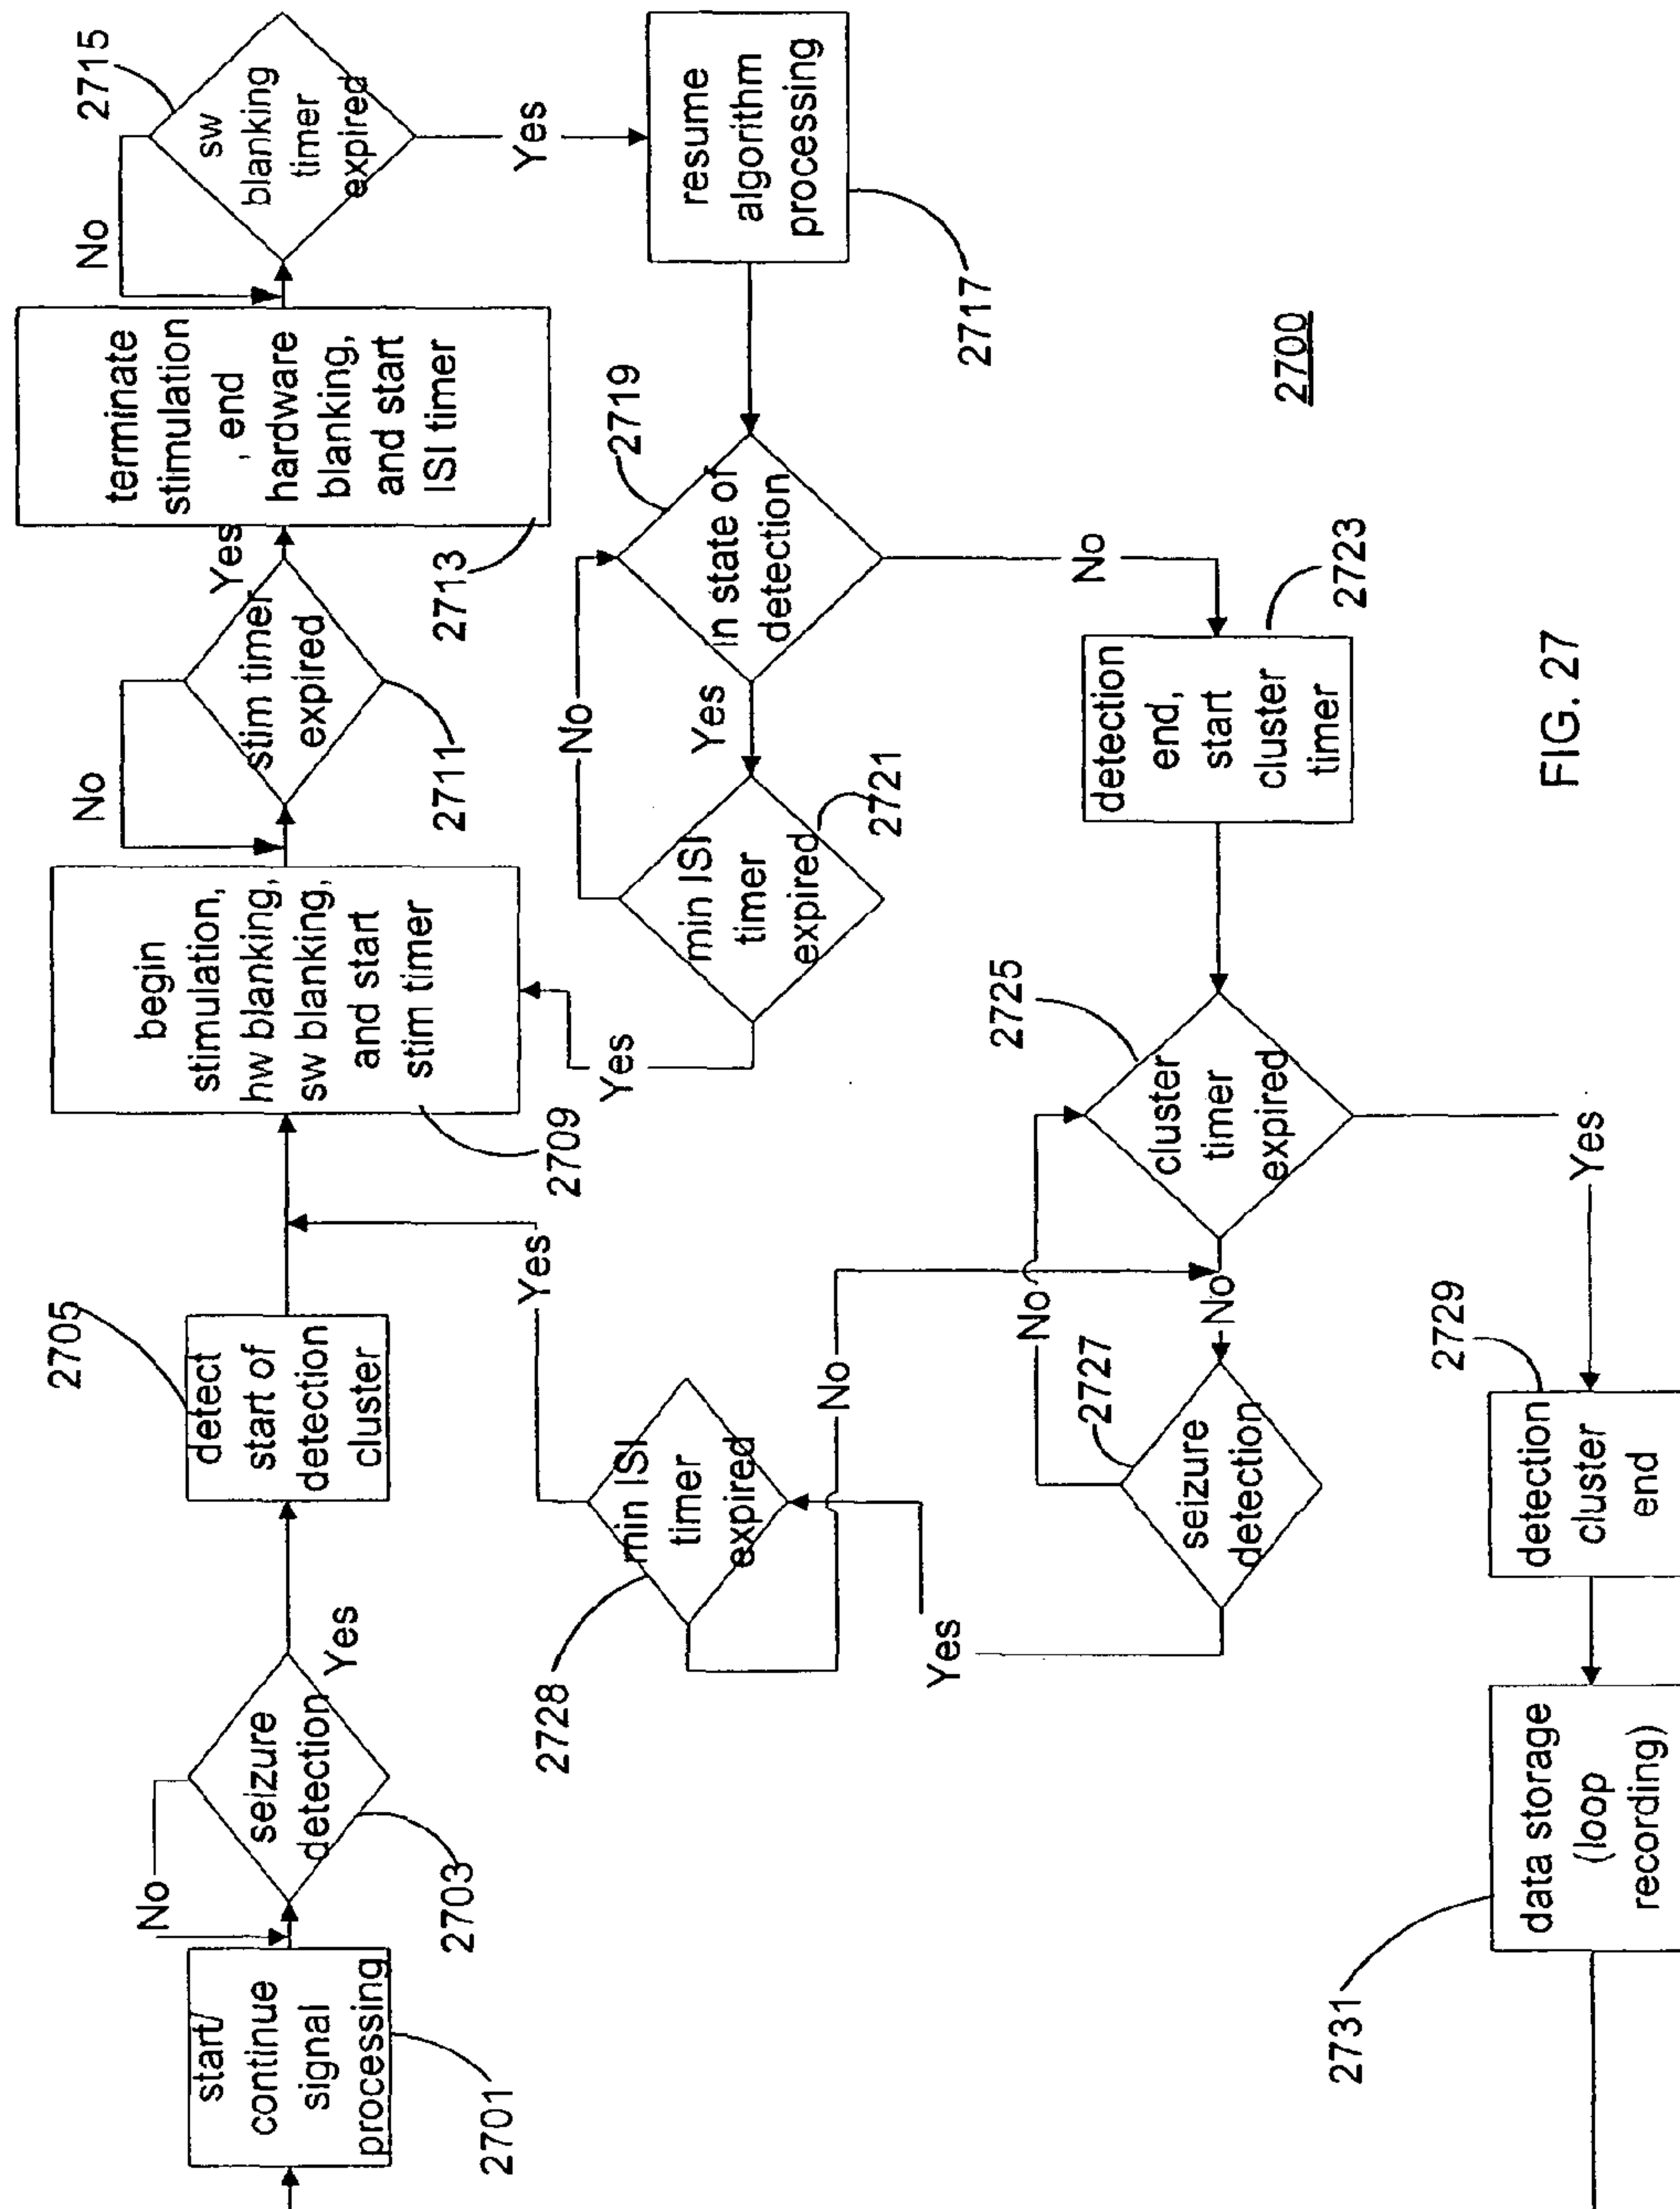 start/
continue
signal
processing
2701
No
seizure
detection
2703
Yes
detect
start of
detection
cluster
2705
begin
stimulation,
hw blanking,
sw blanking,
and start
stim timer
2709
No
stim timer
expired
2711
Yes
terminate
stimulation
, end
hardware
blanking,
and start
ISI timer
2713
No
sw
blanking
timer
expired
2715
Yes
resume
algorithm
processing
2717
in state of
detection
2719
Yes
No
min ISI
timer
expired
2721
No
Yes
detection
end,
start
cluster
timer
2723
cluster
timer
expired
2725
No
Yes
seizure
detection
2727
No
Yes
min ISI
timer
expired
2728
Yes
No
detection
cluster
end
2729
data storage
(loop
recording)
2731
2700
FIG. 27